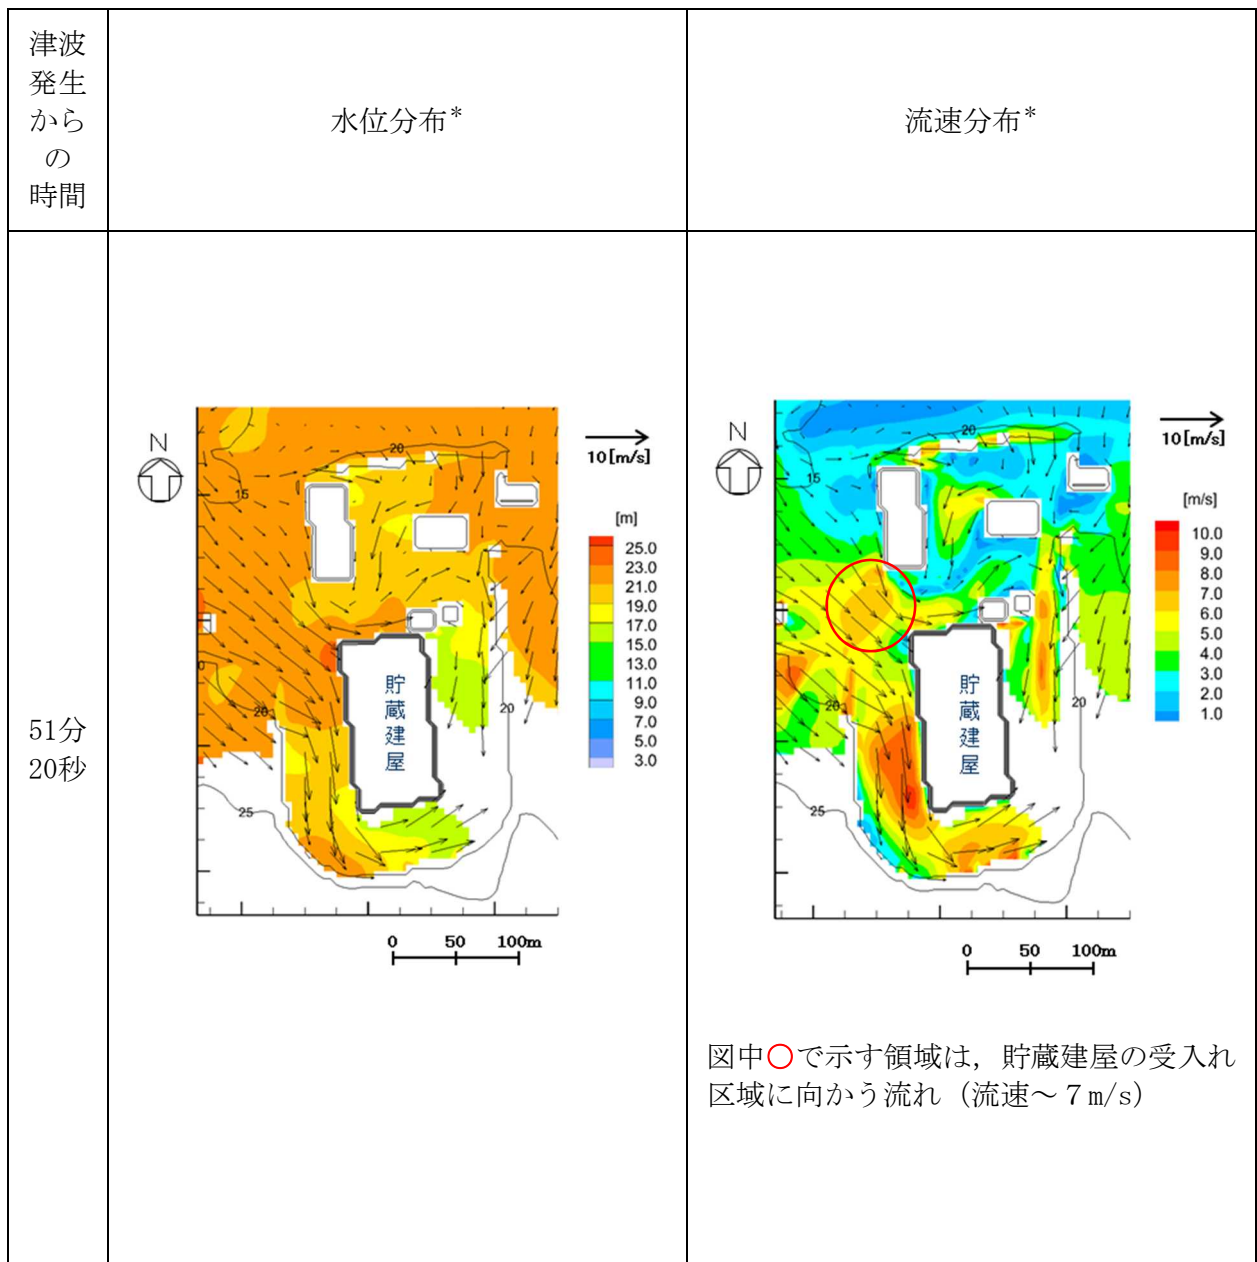 津波
発生
から
の
時間
水位分布*
流速分布*
51分
20秒
N
10[m/s]
[m]
25.0
23.0
21.0
19.0
17.0
15.0
13.0
11.0
9.0
7.0
5.0
3.0
20
15
20
20
25
貯
蔵
建
屋
0 50 100m
N
10[m/s]
[m/s]
10.0
9.0
8.0
7.0
6.0
5.0
4.0
3.0
2.0
1.0
20
15
20
20
25
貯
蔵
建
屋
0 50 100m
図中○で示す領域は，貯蔵建屋の受入れ
区域に向かう流れ（流速～７m/s）